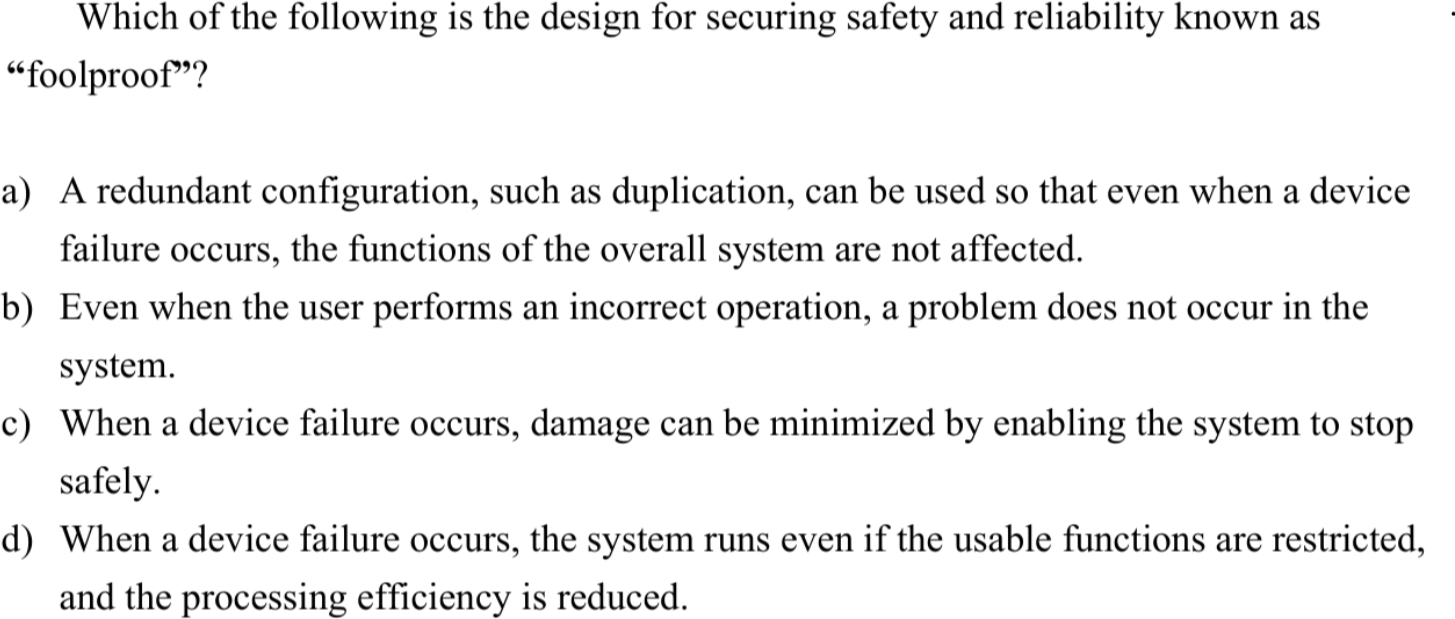 Which of the following is the design for securing safety and reliability known as
“foolproof”?
a) A redundant configuration, such as duplication, can be used so that even when a device
failure occurs, the functions of the overall system are not affected.
b) Even when the user performs an incorrect operation, a problem does not occur in the
system.
c) When a device failure occurs, damage can be minimized by enabling the system to stop
safely.
d) When a device failure occurs, the system runs even if the usable functions are restricted,
and the processing efficiency is reduced.